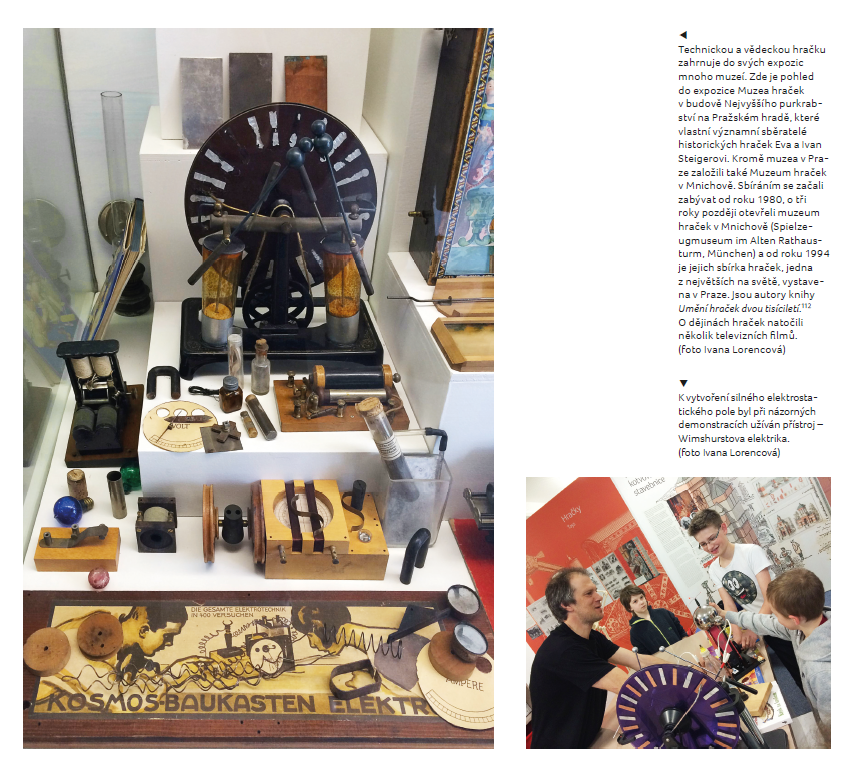 ◄
Technickou a vědeckou hračku
zahrnuje do svých expozic
mnoho muzeí. Zde je pohled
do expozice Muzea hraček
v budově Nejvyššího purkrab-
ství na Pražském hradě, které
vlastní významní sběratelé
historických hraček Eva a Ivan
Steigerovi. Kromě muzea v Pra-
ze založili také Muzeum hraček
v Mnichově. Sbíráním se začali
zabývat od roku 1980, o tři
roky později otevřeli muzeum
hraček v Mnichově (Spielze-
ugmuseum im Alten Rathaus-
turm, München) a od roku 1994
je jejich sbírka hraček, jedna
z největších na světě, vystave-
na v Praze. Jsou autory knihy
Umění hraček dvou tisíciletí.112
O dějinách hraček natočili
několik televizních filmů.
(foto Ivana Lorencová)
▼
K vytvoření silného elektrosta-
tického pole byl při názorných
demonstracích užíván přístroj –
Wimshurstova elektrika.
(foto Ivana Lorencová)
VOLT
DIE GESAMTE ELEKTROTECHNIK
IN 400 VERSUCHEN
AMPERE
KOSMOS-BAUKASTEN ELEKTR
stavebnice
Hračky